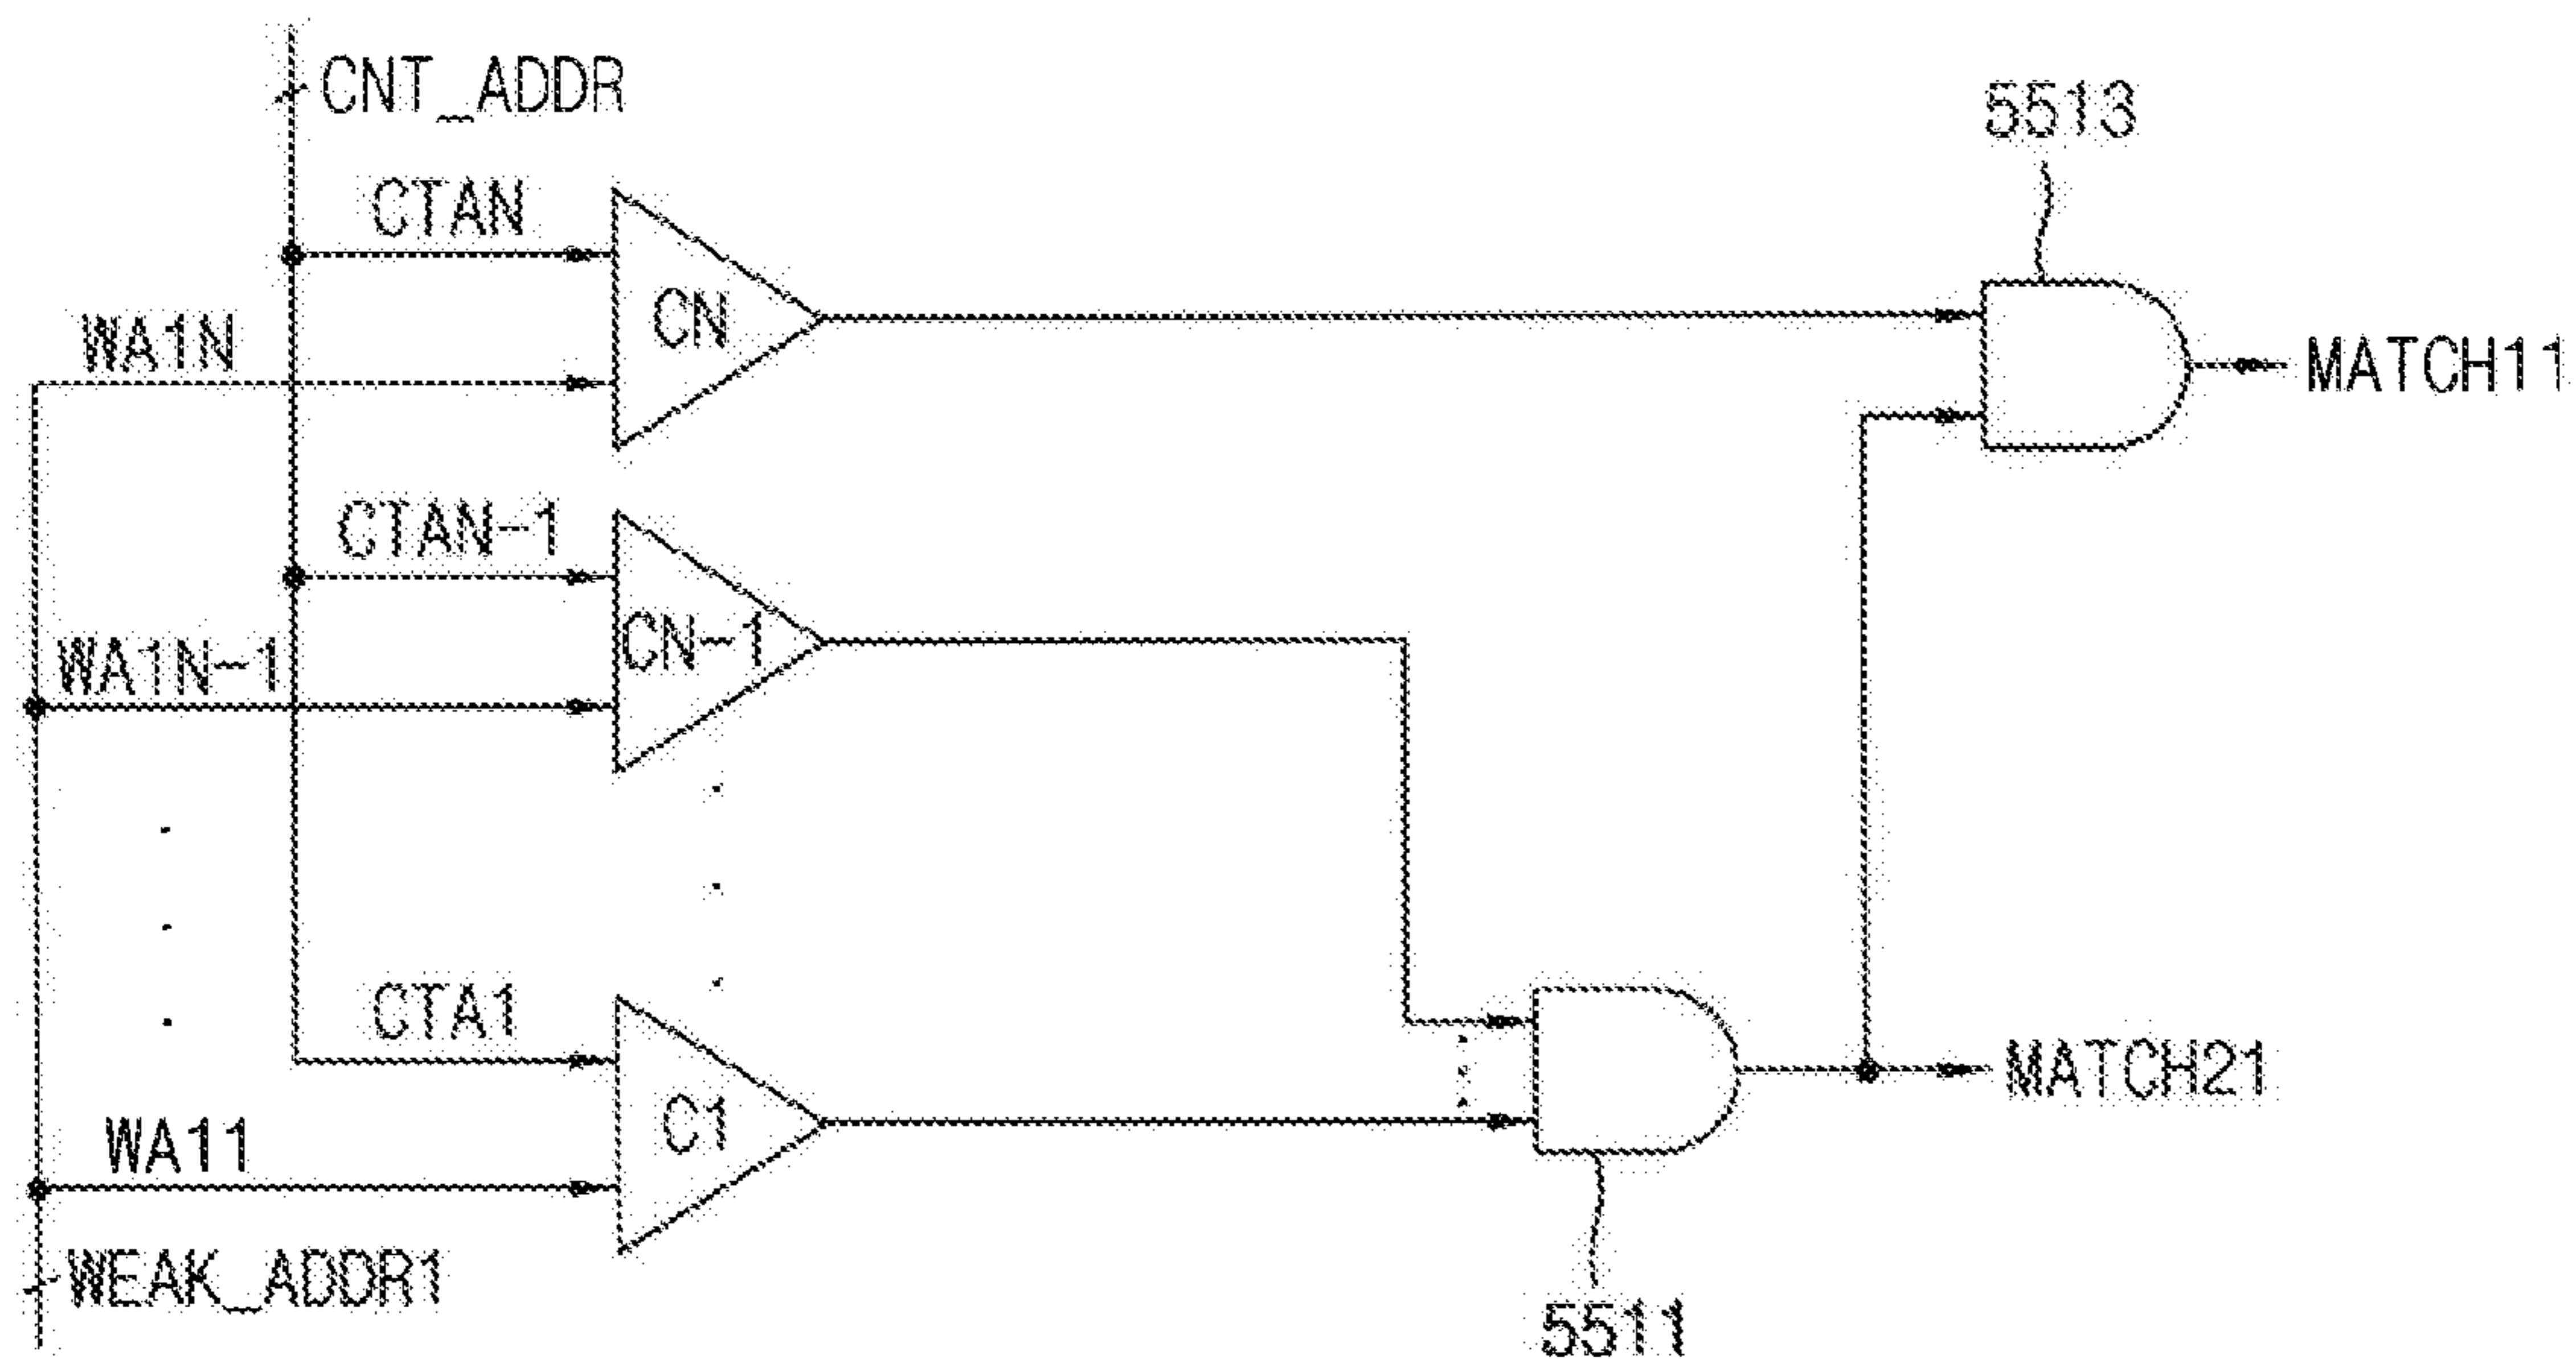 CNT_ADDR
5513
CTAN
CN
WA1N
MATCH11
CTAN-1
CN-1
WA1N-1
CTA1
MATCH21
C1
WA11
WEAK_ADDR1
5511